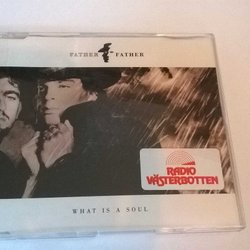 FATHER FATHER
RADIO
VÄSTERBOTTEN
WHAT IS A SOUL